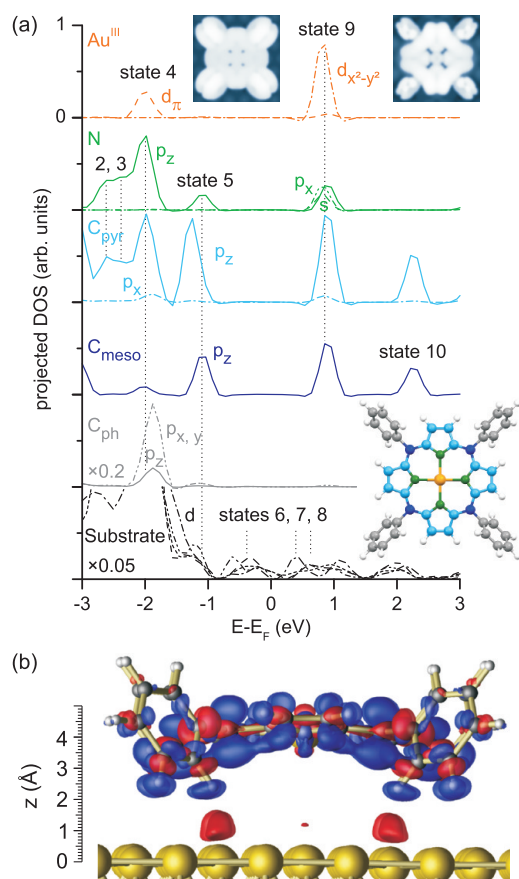 (a)
Au^III
state 4
state 9
d_π
d_x²-y²
0
N
2, 3
p_z
state 5
p_x
s
C_pyr
p_x
p_z
C_meso
p_z
state 10
C_ph
p_x, y
p_z
×0.2
Substrate
d
states 6, 7, 8
×0.05
projected DOS (arb. units)
-3 -2 -1 0 1 2 3
E-E_F (eV)
(b)
z (Å)
4
3
2
1
0